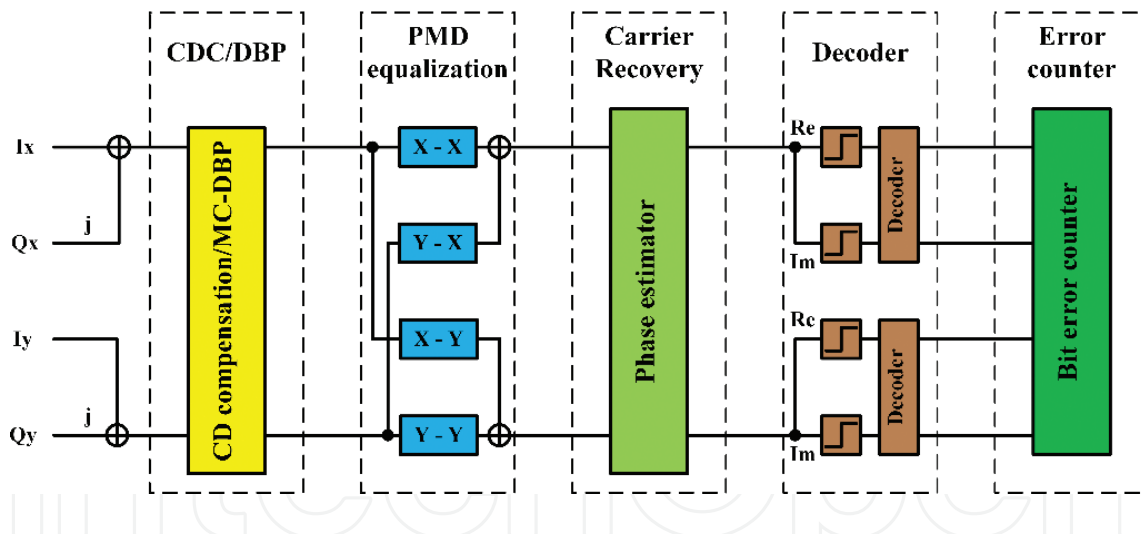 CDC/DBP
PMD
equalization
Carrier
Recovery
Decoder
Error
counter
Ix
j
Qx
Iy
j
Qy
CD compensation/MC-DBP
X - X
Y - X
X - Y
Y - Y
Phase estimator
Re
Im
Decoder
Re
Im
Decoder
Bit error counter